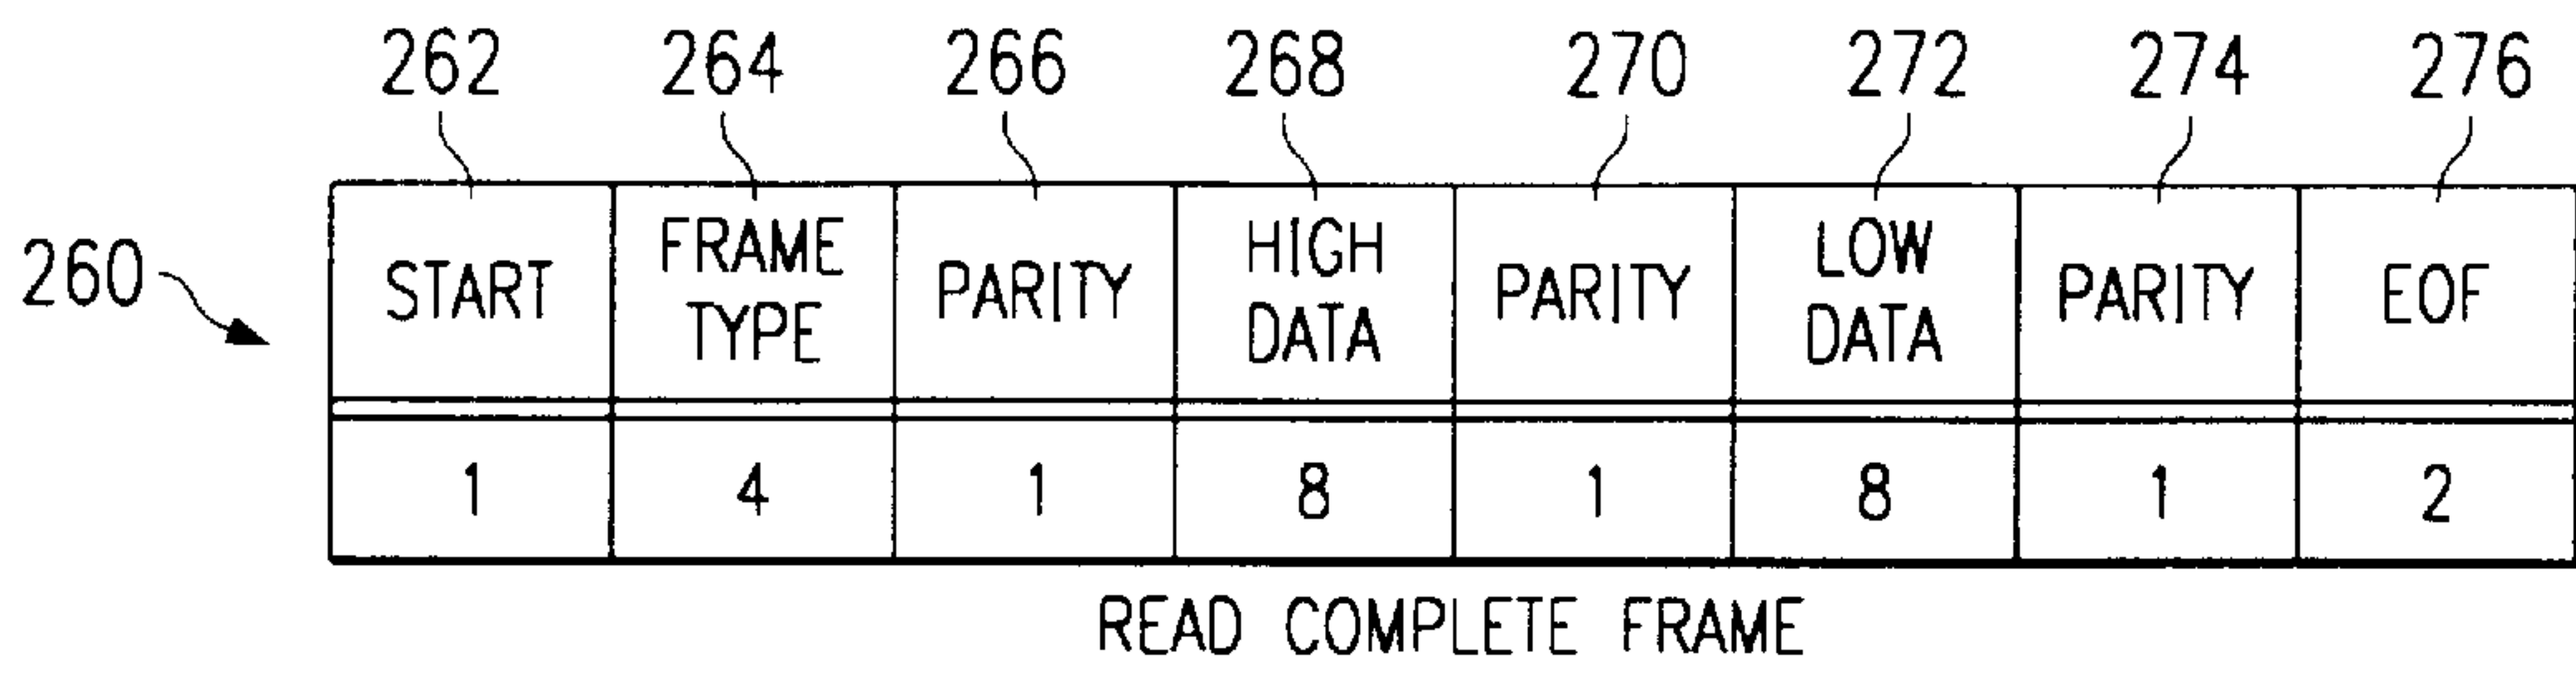 262 264 266 268 270 272 274 276
260
START FRAME TYPE PARITY HIGH DATA PARITY LOW DATA PARITY EOF
1 4 1 8 1 8 1 2
READ COMPLETE FRAME